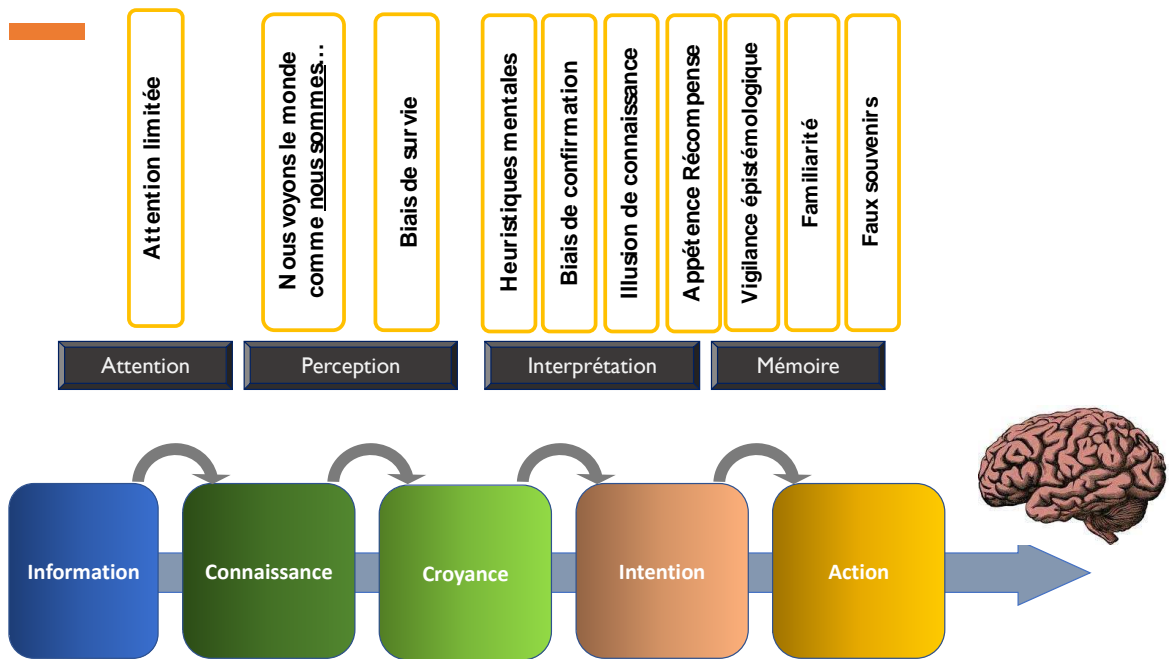 Attention limitée
Nous voyons le monde
comme nous sommes…
Biais de survie
Heuristiques mentales
Biais de confirmation
Illusion de connaissance
Appétence Récompense
Vigilance épistémologique
Familiarité
Faux souvenirs
Attention
Perception
Interprétation
Mémoire
Information
Connaissance
Croyance
Intention
Action